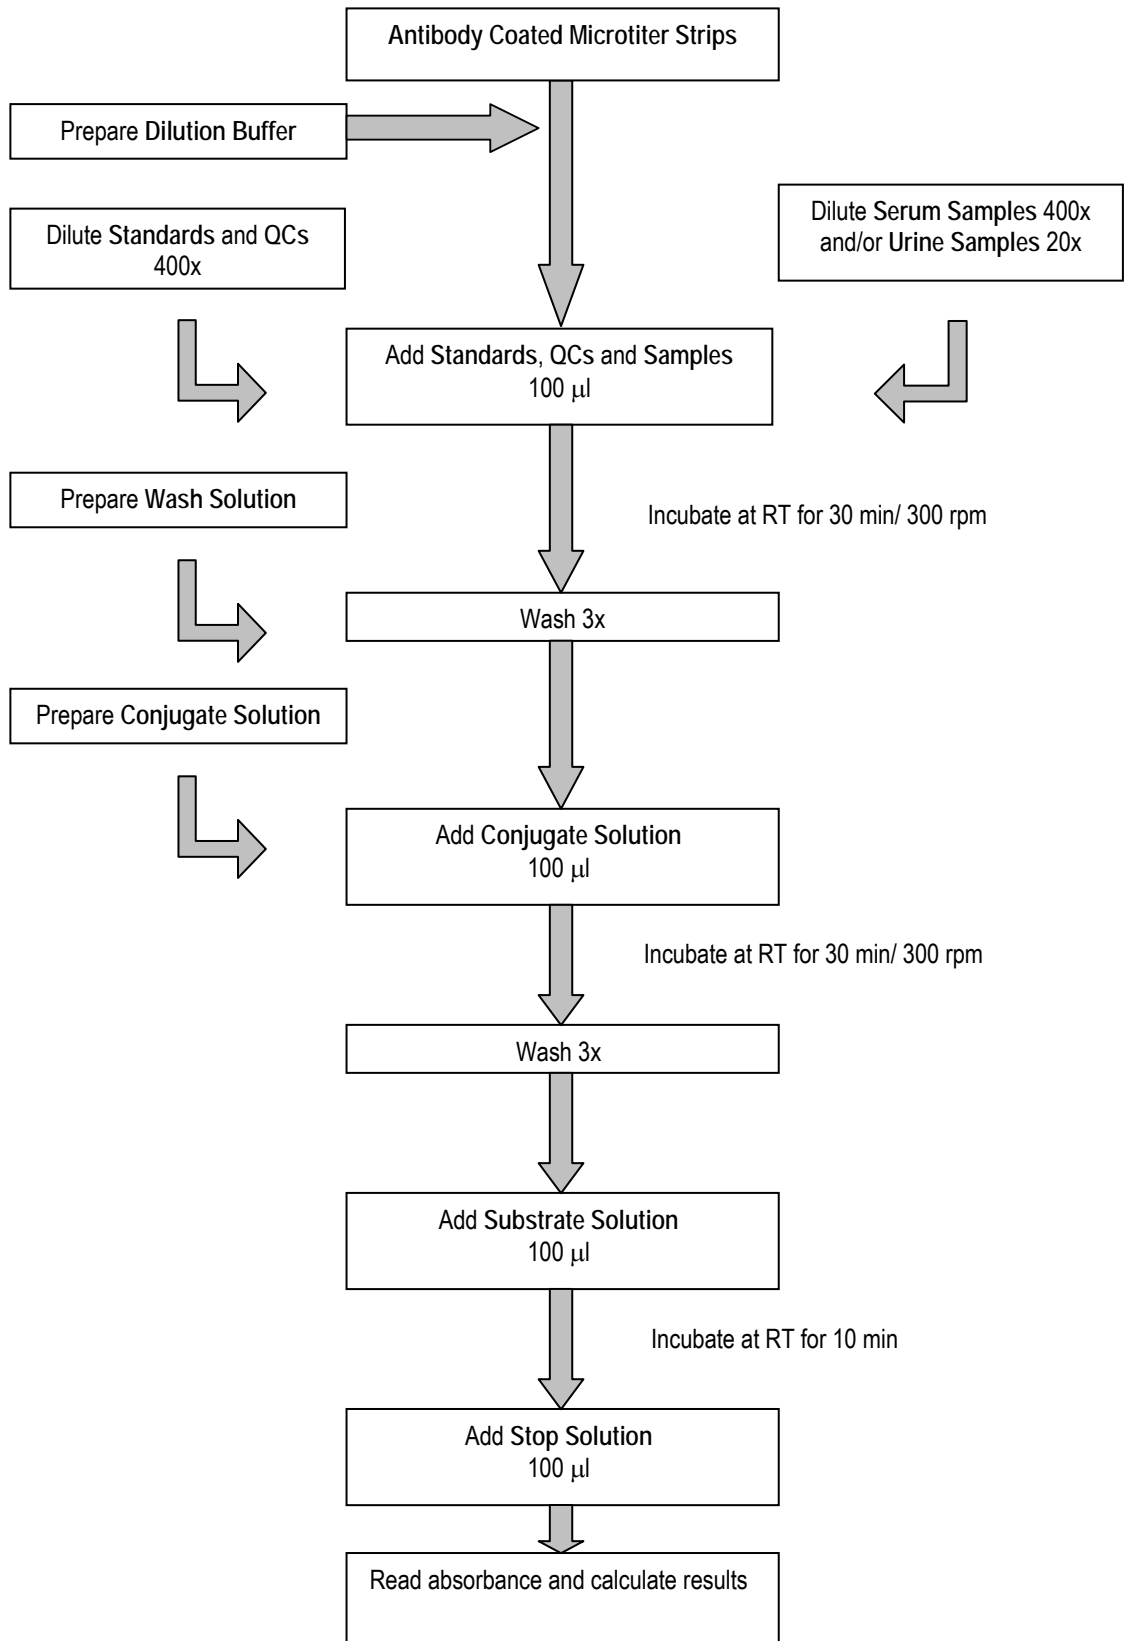 Antibody Coated Microtiter Strips
Prepare Dilution Buffer
Dilute Standards and QCs
400x
Dilute Serum Samples 400x
and/or Urine Samples 20x
Add Standards, QCs and Samples
100 µl
Prepare Wash Solution
Incubate at RT for 30 min/ 300 rpm
Wash 3x
Prepare Conjugate Solution
Add Conjugate Solution
100 µl
Incubate at RT for 30 min/ 300 rpm
Wash 3x
Add Substrate Solution
100 µl
Incubate at RT for 10 min
Add Stop Solution
100 µl
Read absorbance and calculate results